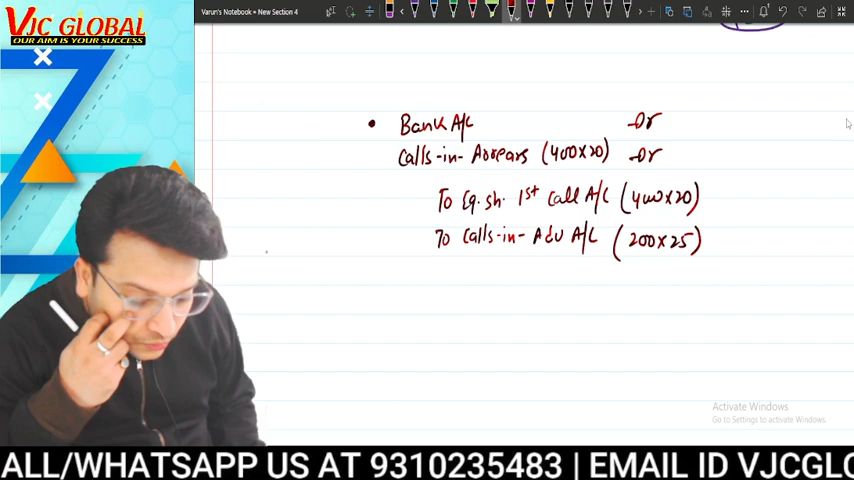 VJC GLOBAL
OUR AIM IS YOUR SUCCESS
Varun's Notebook » New Section 4
• Bank A/c -Dr
Calls-in- Arrears (400x20) -Dr
To Eq. sh. 1st Call A/c (400x20)
To Calls-in- Adv A/c (200x25)
Activate Windows
Go to Settings to activate Windows.
ALL/WHATSAPP US AT 9310235483 | EMAIL ID VJCGLO